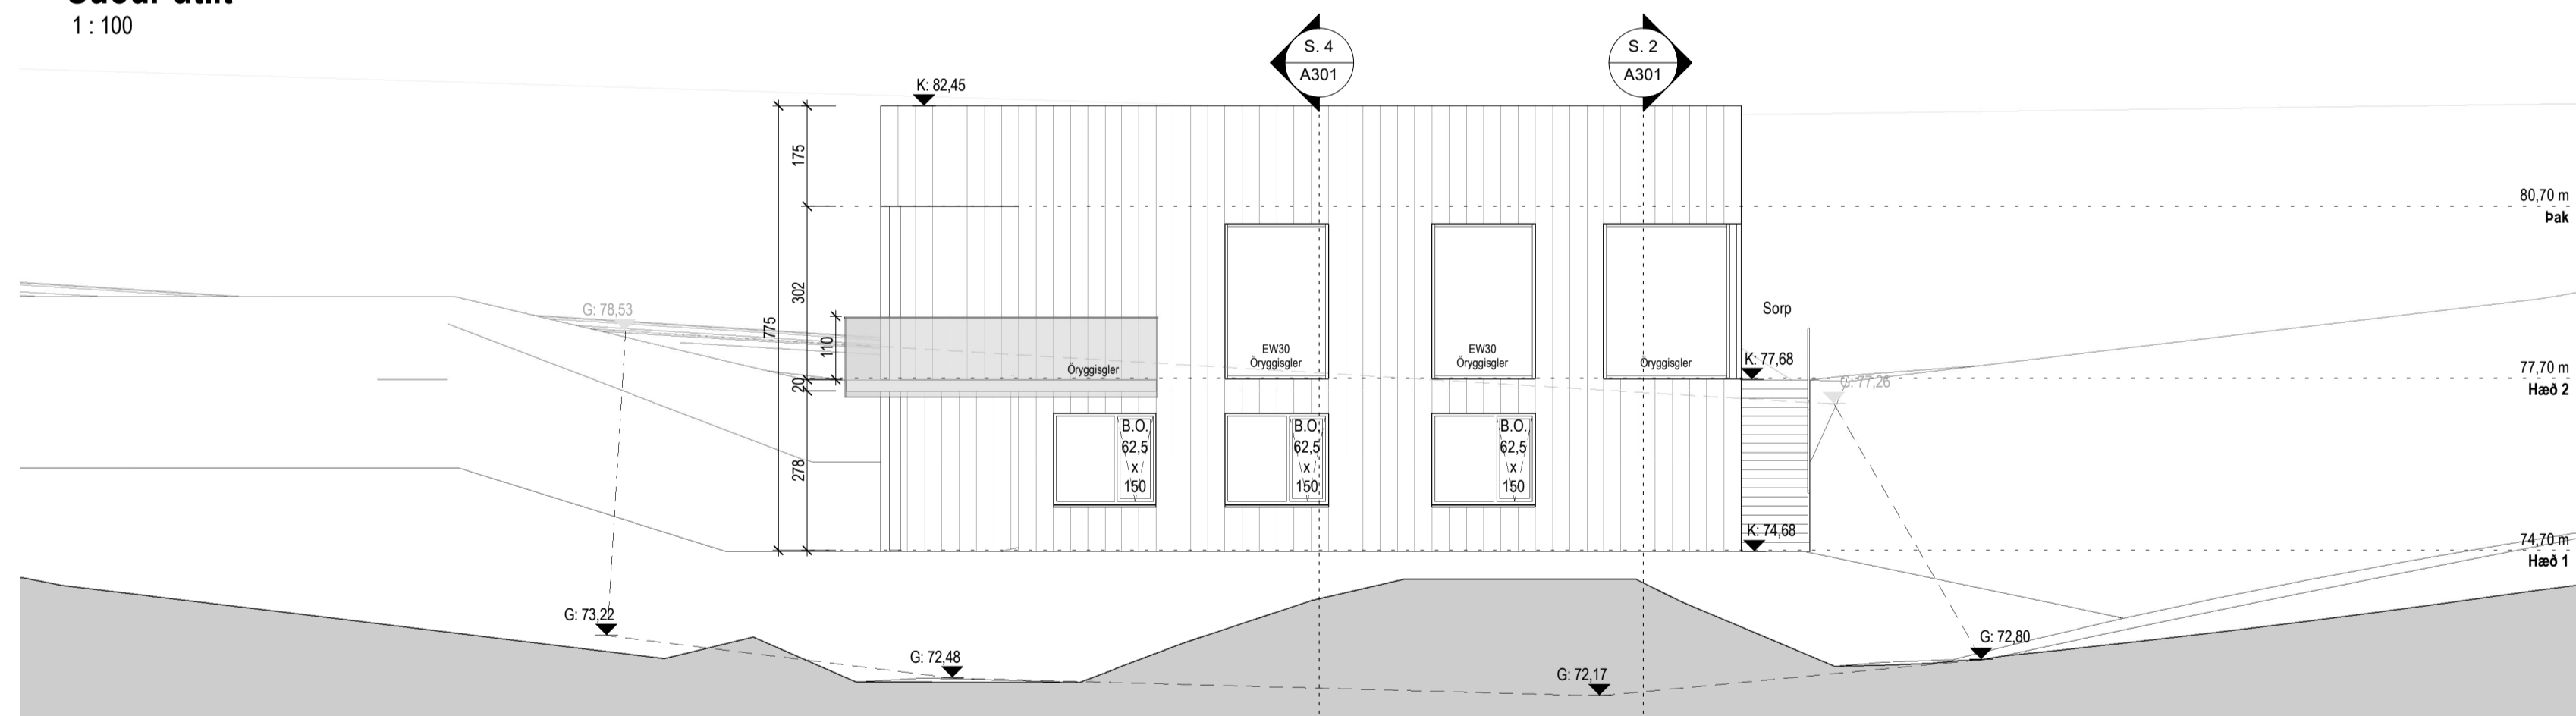 1 : 100
S. 4
A301
S. 2
A301
K: 82,45
175
80,70 m
Þak
302
775
G: 78,53
Sorp
110
EW30
Öryggisgler
EW30
Öryggisgler
Öryggisgler
Öryggisgler
K: 77,68
77,70 m
Hæð 2
G: 77,26
20
278
B.O.
62,5
x
150
B.O.
62,5
x
150
B.O.
62,5
x
150
K: 74,68
74,70 m
Hæð 1
G: 73,22
G: 72,48
G: 72,17
G: 72,80